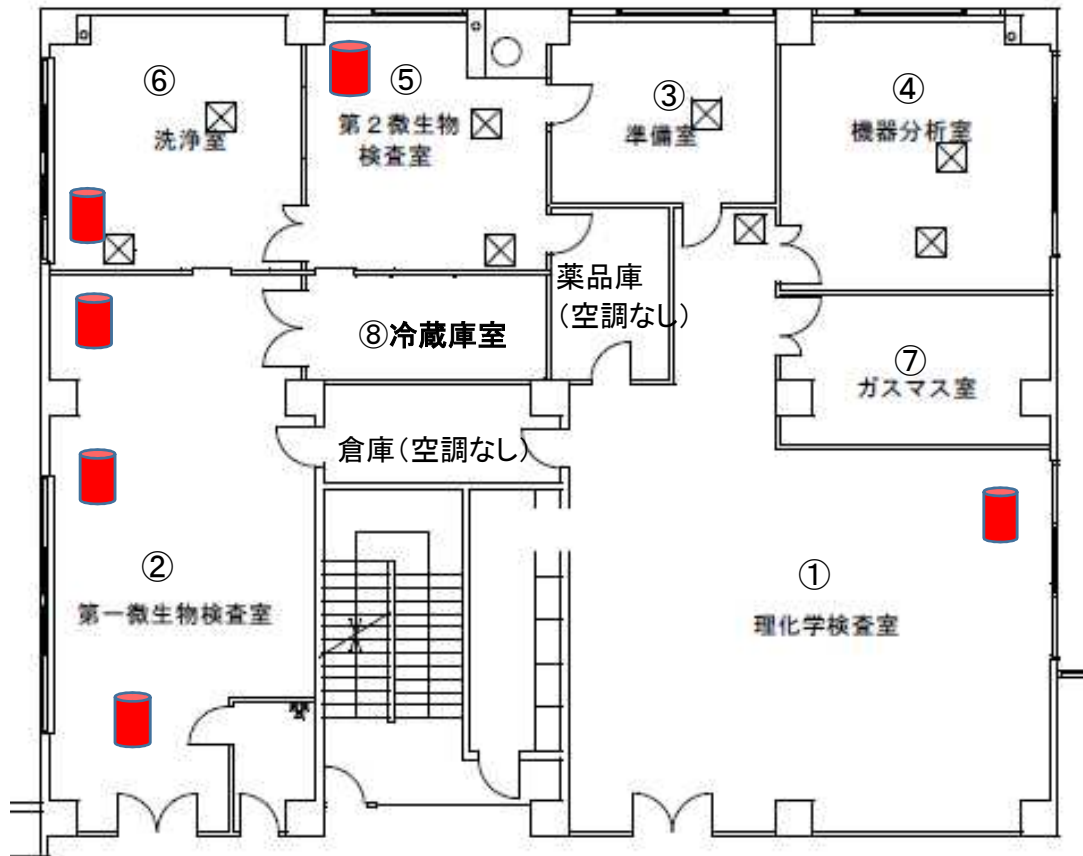 ⑥
洗浄室
⑤
第２微生物
検査室
③
準備室
④
機器分析室
薬品庫
(空調なし)
⑧冷蔵庫室
⑦
ガスマス室
倉庫(空調なし)
②
第一微生物検査室
①
理化学検査室